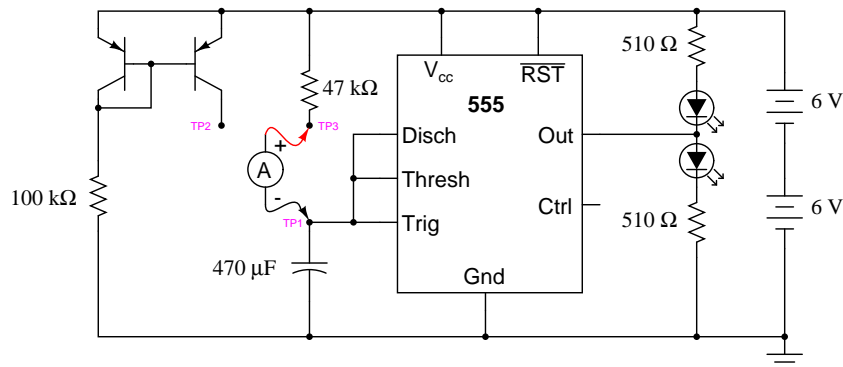 510 Ω
V_cc
RST
47 kΩ
555
6 V
TP2
TP3
+
Disch
Out
A
100 kΩ
-
Thresh
TP1
Trig
Ctrl
510 Ω
6 V
470 µF
Gnd